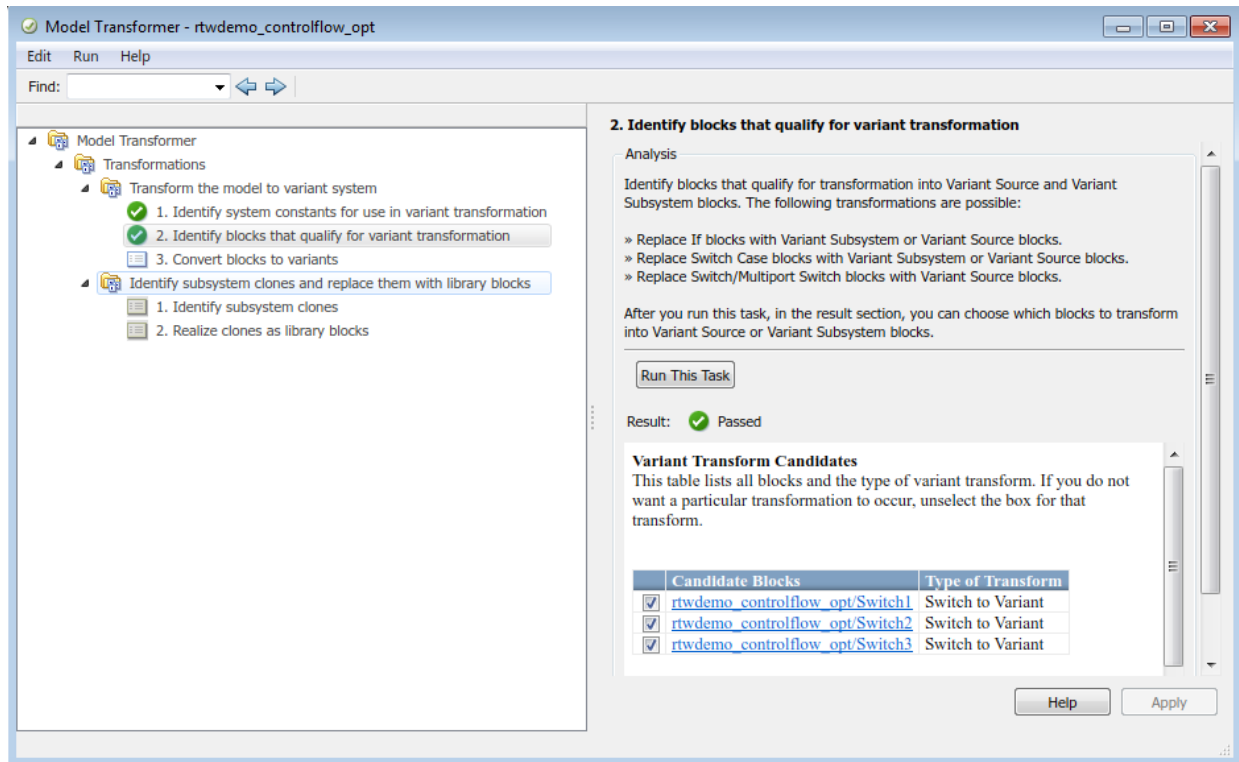 Model Transformer - rtwdemo_controlflow_opt
Edit Run Help
Find:
Model Transformer
Transformations
Transform the model to variant system
1. Identify system constants for use in variant transformation
2. Identify blocks that qualify for variant transformation
3. Convert blocks to variants
Identify subsystem clones and replace them with library blocks
1. Identify subsystem clones
2. Realize clones as library blocks
2. Identify blocks that qualify for variant transformation
Analysis
Identify blocks that qualify for transformation into Variant Source and Variant
Subsystem blocks. The following transformations are possible:
» Replace If blocks with Variant Subsystem or Variant Source blocks.
» Replace Switch Case blocks with Variant Subsystem or Variant Source blocks.
» Replace Switch/Multiport Switch blocks with Variant Source blocks.
After you run this task, in the result section, you can choose which blocks to transform
into Variant Source or Variant Subsystem blocks.
Run This Task
Result: Passed
Variant Transform Candidates
This table lists all blocks and the type of variant transform. If you do not
want a particular transformation to occur, unselect the box for that
transform.
Candidate Blocks Type of Transform
rtwdemo_controlflow_opt/Switch1 Switch to Variant
rtwdemo_controlflow_opt/Switch2 Switch to Variant
rtwdemo_controlflow_opt/Switch3 Switch to Variant
Help Apply